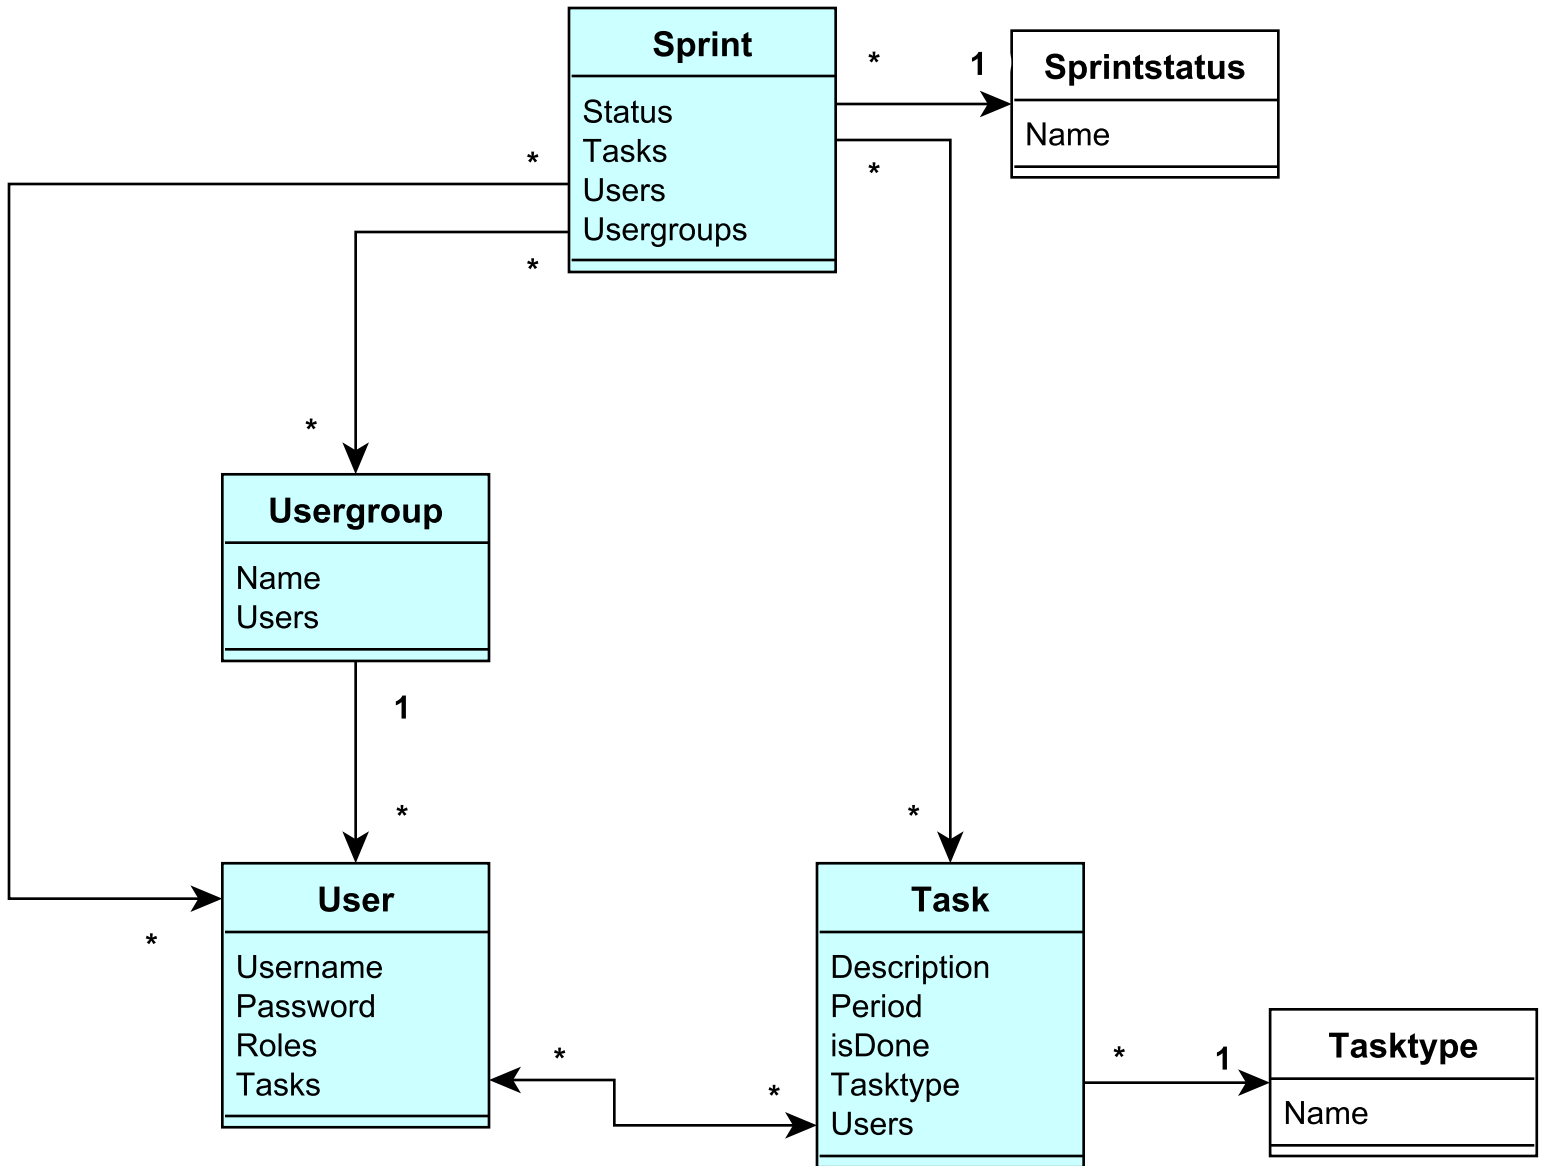 Sprint
Status
Tasks
Users
Usergroups
* 1
*
*
*
Sprintstatus
Name
*
Usergroup
Name
Users
1
*
*
*
User
Username
Password
Roles
Tasks
*
*
Task
Description
Period
isDone
Tasktype
Users
* 1
Tasktype
Name